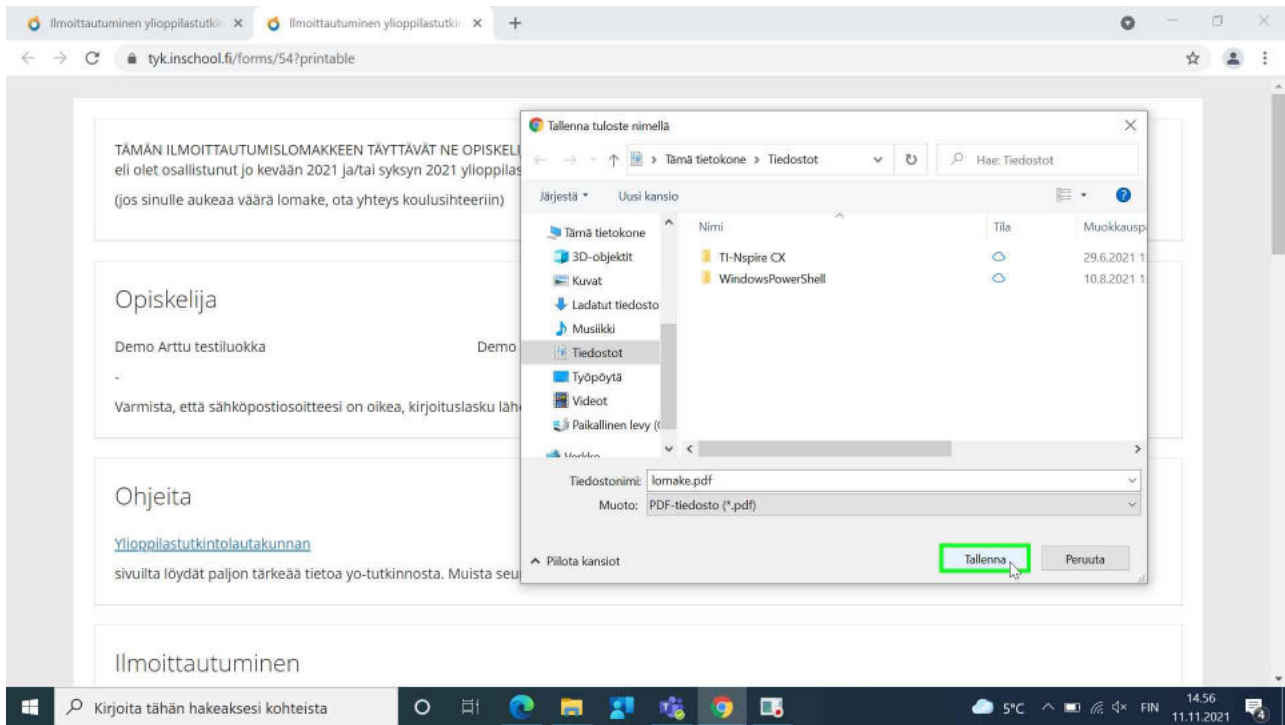 Ilmoittautuminen ylioppilastutkin
Ilmoittautuminen ylioppilastutkin
tyk.inschool.fi/forms/54?printable
TÄMÄN ILMOITTAUTUMISLOMAKKEEN TÄYTTÄVÄT NE OPISKELI
eli olet osallistunut jo kevään 2021 ja/tai syksyn 2021 ylioppilas
(jos sinulle aukeaa väärä lomake, ota yhteys koulusihteeriin)
Opiskelija
Demo Arttu testiluokka Demo
-
Varmista, että sähköpostiosoitteesi on oikea, kirjoituslasku lähe
Ohjeita
Ylioppilastutkintolautakunnan
sivuilta löydät paljon tärkeää tietoa yo-tutkinnosta. Muista seu
Ilmoittautuminen
Tallenna tuloste nimellä
Tämä tietokone > Tiedostot
Hae: Tiedostot
Järjestä Uusi kansio
Nimi Tila Muokkausp
Tämä tietokone
3D-objektit
Kuvat
Ladatut tiedosto
Musiikki
Tiedostot
Työpöytä
Videot
Paikallinen levy (
Verkko
TI-Nspire CX 29.6.2021 1
WindowsPowerShell 10.8.2021 1
Tiedostonimi: lomake.pdf
Muoto: PDF-tiedosto (*.pdf)
Piilota kansiot
Tallenna Peruuta
Kirjoita tähän hakeaksesi kohteista
5°C FIN
14.56
11.11.2021
4